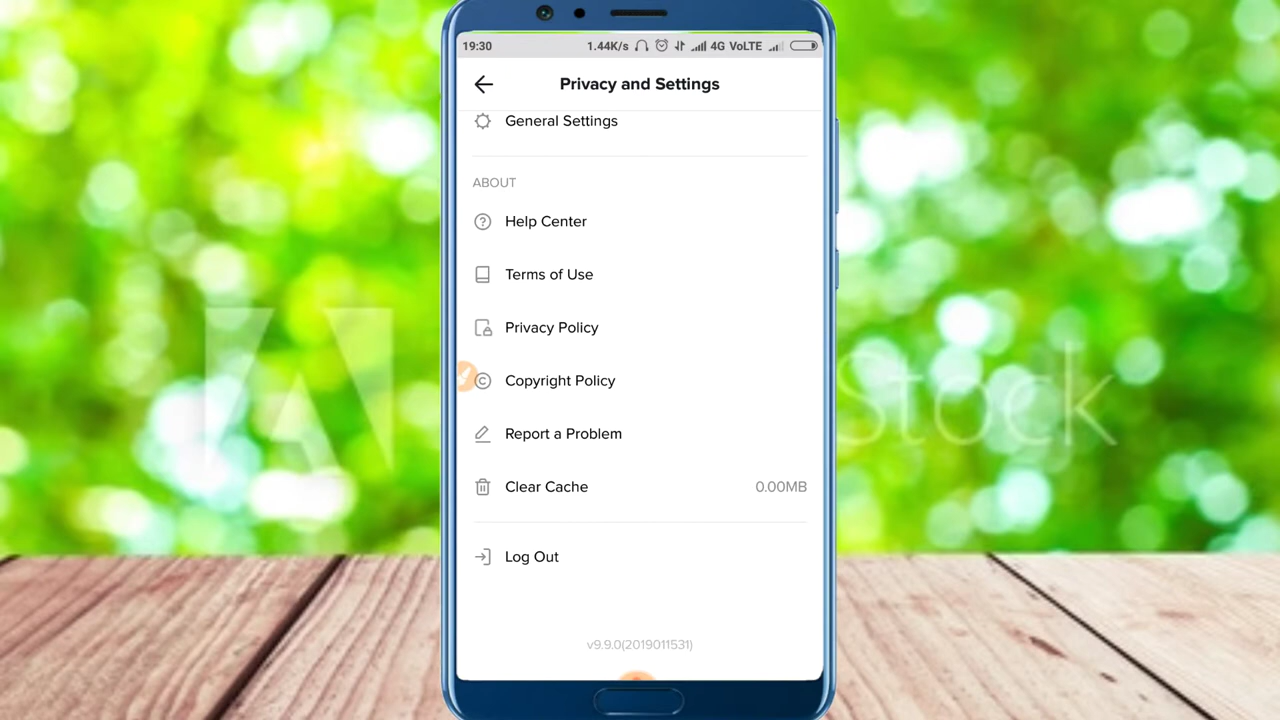 19:30 1.44K/s 4G VoLTE
Privacy and Settings
General Settings
ABOUT
Help Center
Terms of Use
Privacy Policy
Copyright Policy
Report a Problem
Clear Cache 0.00MB
Log Out
v9.9.0(2019011531)
Stock